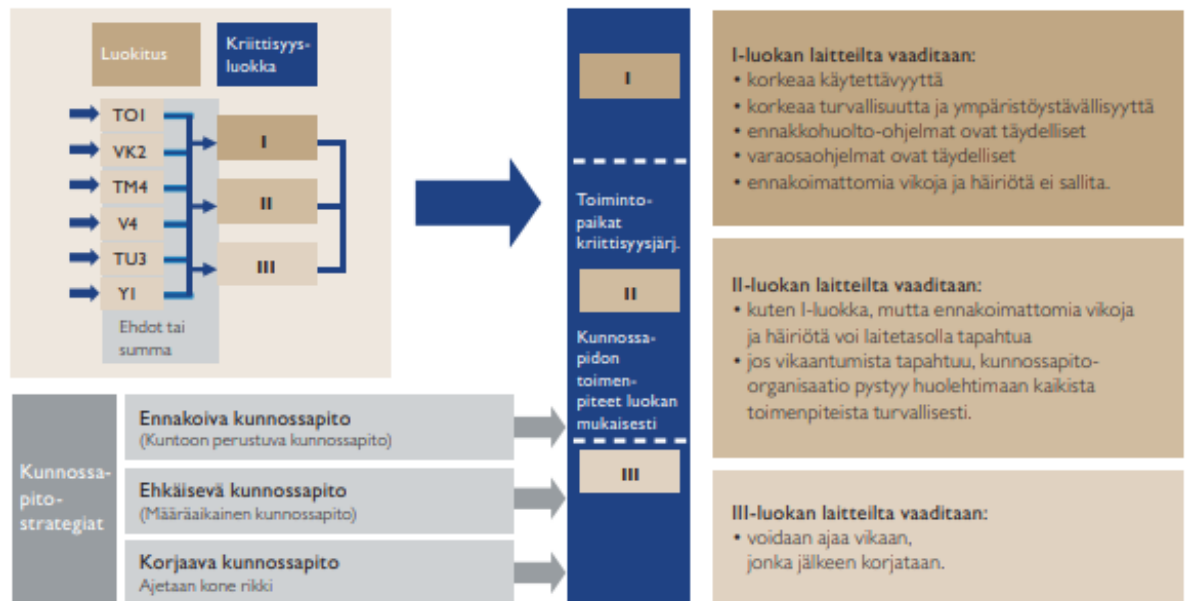 Luokitus
Kriittisyys-
luokka
TO1
VK2
TM4
V4
TU3
Y1
Ehdot tai
summa
I
II
III
I
Toiminto-
paikat
kriittisyysjärj.
II
Kunnossa-
pidon
toimen-
piteet luokan
mukaisesti
III
I-luokan laitteilta vaaditaan:
• korkeaa käytettävyyttä
• korkeaa turvallisuutta ja ympäristöystävällisyyttä
• ennakkohuolto-ohjelmat ovat täydelliset
• varaosaohjelmat ovat täydelliset
• ennakoimattomia vikoja ja häiriötä ei sallita.
II-luokan laitteilta vaaditaan:
• kuten I-luokka, mutta ennakoimattomia vikoja
ja häiriötä voi laitetasolla tapahtua
• jos vikaantumista tapahtuu, kunnossapito-
organisaatio pystyy huolehtimaan kaikista
toimenpiteista turvallisesti.
III-luokan laitteilta vaaditaan:
• voidaan ajaa vikaan,
jonka jälkeen korjataan.
Kunnossa-
pito-
strategiat
Ennakoiva kunnossapito
(Kuntoon perustuva kunnossapito)
Ehkäisevä kunnossapito
(Määräaikainen kunnossapito)
Korjaava kunnossapito
Ajetaan kone rikki